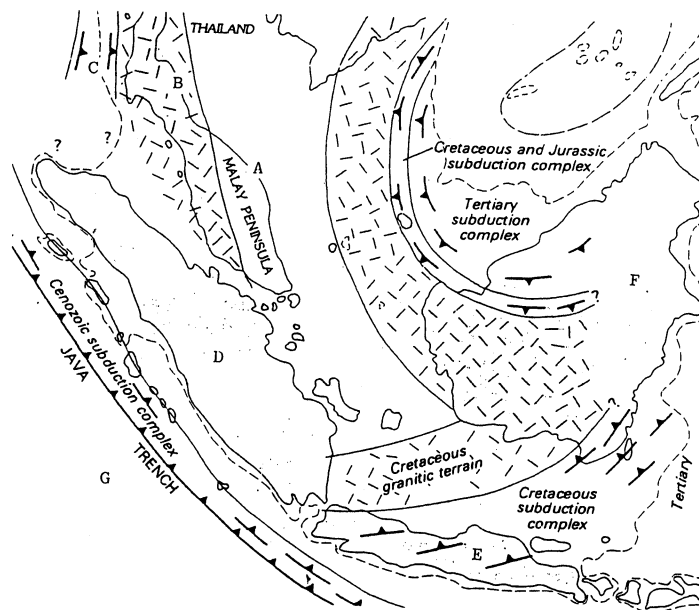 THAILAND
C
B
?
?
A
MALAY PENINSULA
Cretaceous and Jurassic
subduction complex
Tertiary
subduction
complex
F
?
Cenozoic subduction complex
JAVA
TRENCH
D
G
?
Cretaceous
granitic terrain
Cretaceous
subduction
complex
Tertiary
E